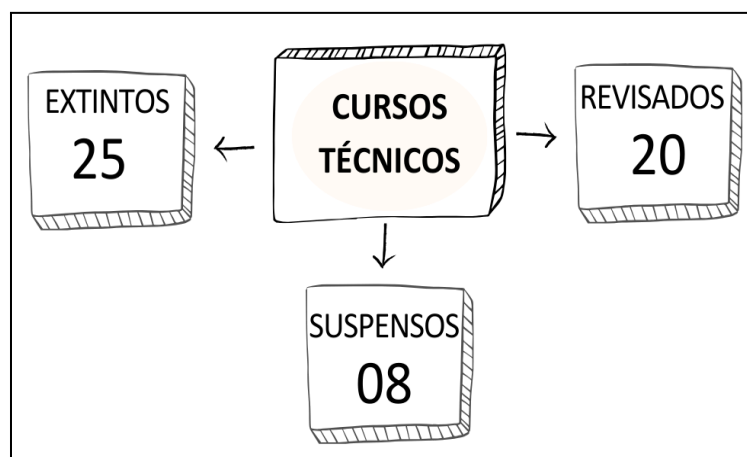 EXTINTOS
25
CURSOS
TÉCNICOS
REVISADOS
20
SUSPENSOS
08